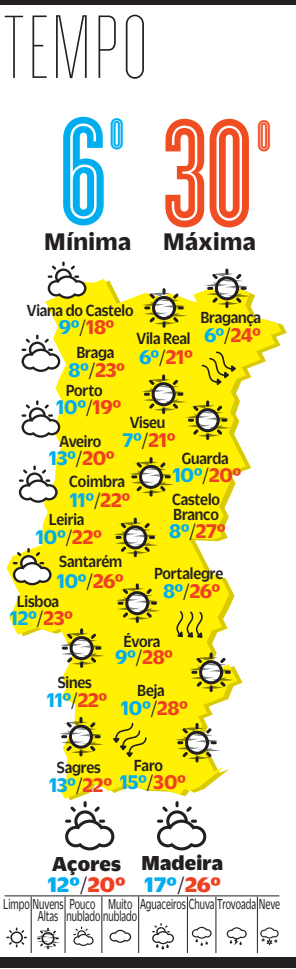 TEMPO
6º 30º
Mínima Máxima
Viana do Castelo
9º/18º
Bragança
6º/24º
Vila Real
6º/21º
Braga
8º/23º
Porto
10º/19º
Viseu
7º/21º
Aveiro
13º/20º
Guarda
10º/20º
Coimbra
11º/22º
Castelo
Branco
8º/27º
Leiria
10º/22º
Santarém
10º/26º
Portalegre
8º/26º
Lisboa
12º/23º
Évora
9º/28º
Sines
11º/22º
Beja
10º/28º
Sagres
13º/22º
Faro
15º/30º
Açores
12º/20º
Madeira
17º/26º
Limpo
Nuvens
Altas
Pouco
nublado
Muito
nublado
Aguaceiros
Chuva
Trovoada
Neve